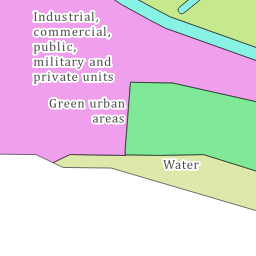 Industrial,
commercial,
public,
military and
private units
Green urban
areas
Water